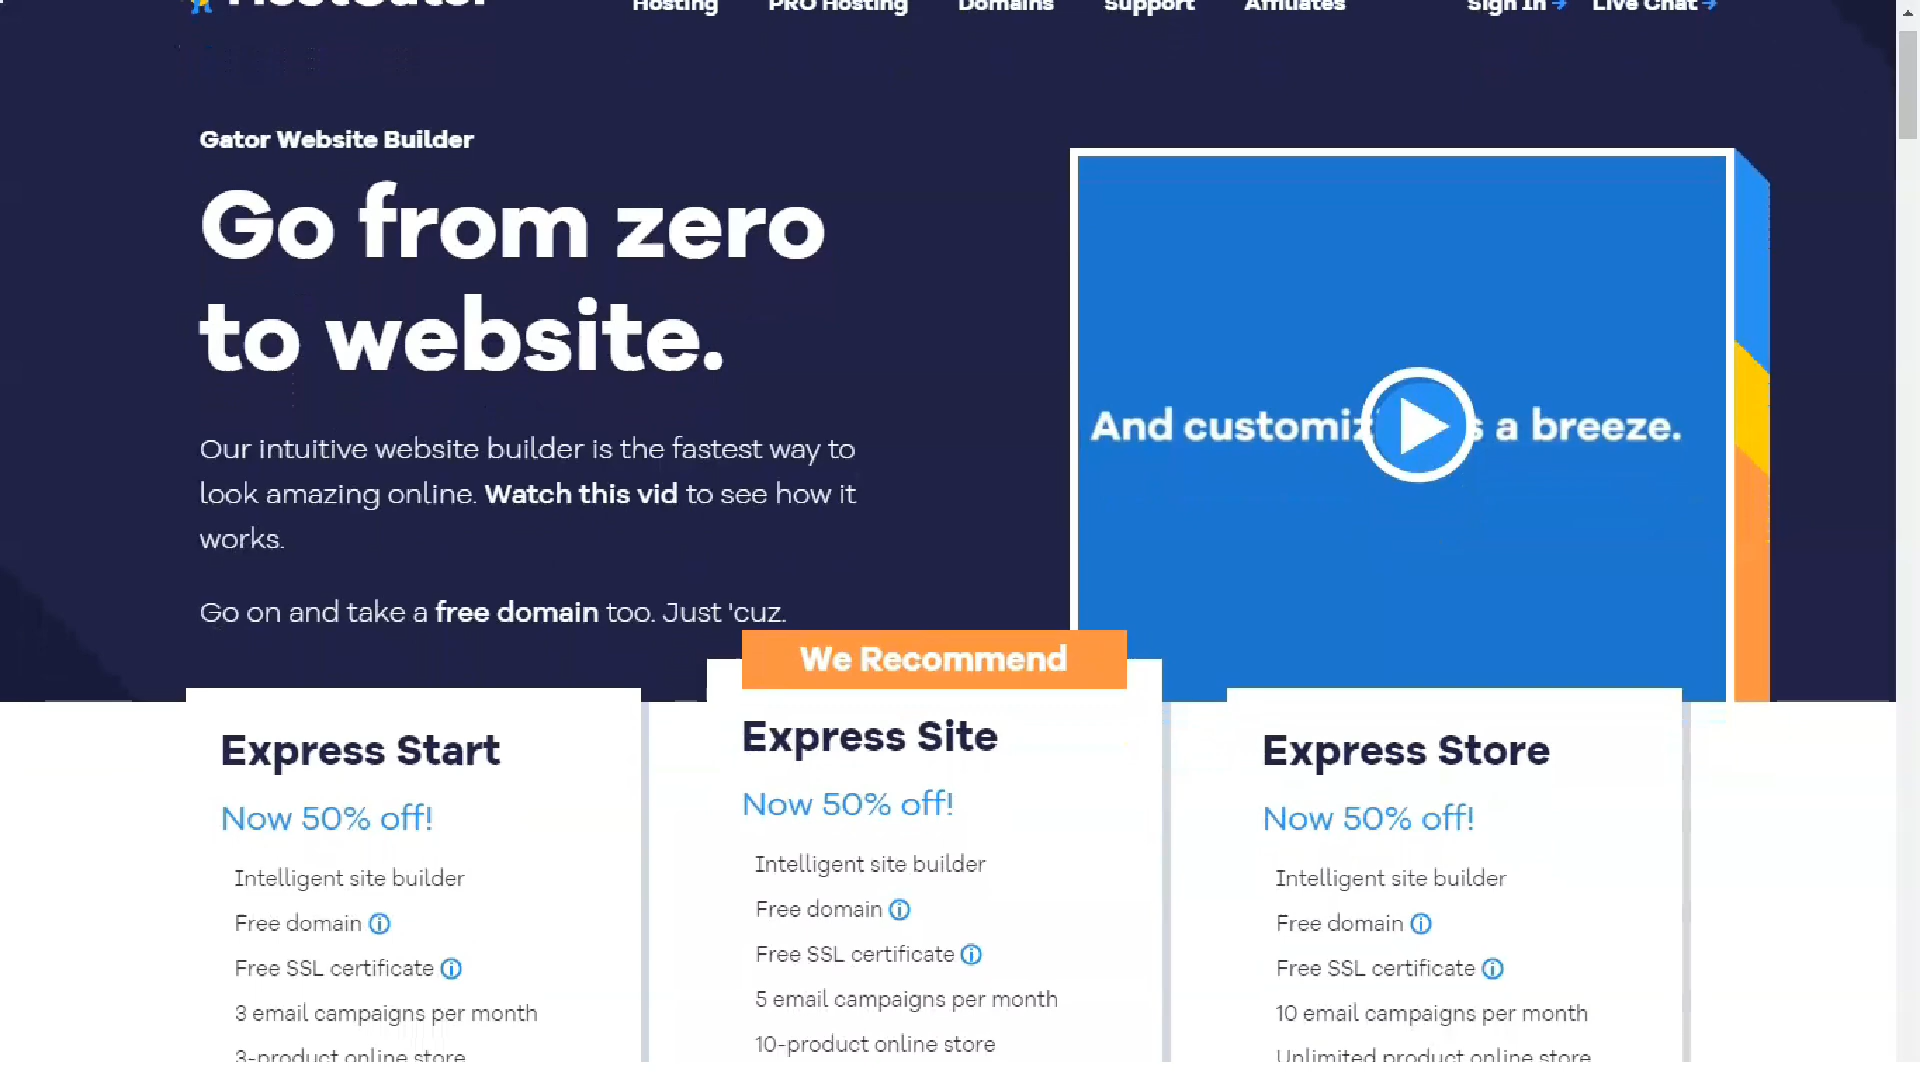 HostGator
Hosting PRO Hosting Domains Support Affiliates Sign In → Live Chat →
Gator Website Builder
Go from zero
to website.
Our intuitive website builder is the fastest way to
look amazing online. Watch this vid to see how it
works.
Go on and take a free domain too. Just 'cuz.
And customiz s a breeze.
We Recommend
Express Start
Now 50% off!
Intelligent site builder
Free domain
Free SSL certificate
3 email campaigns per month
3-product online store
Express Site
Now 50% off!
Intelligent site builder
Free domain
Free SSL certificate
5 email campaigns per month
10-product online store
Express Store
Now 50% off!
Intelligent site builder
Free domain
Free SSL certificate
10 email campaigns per month
Unlimited product online store